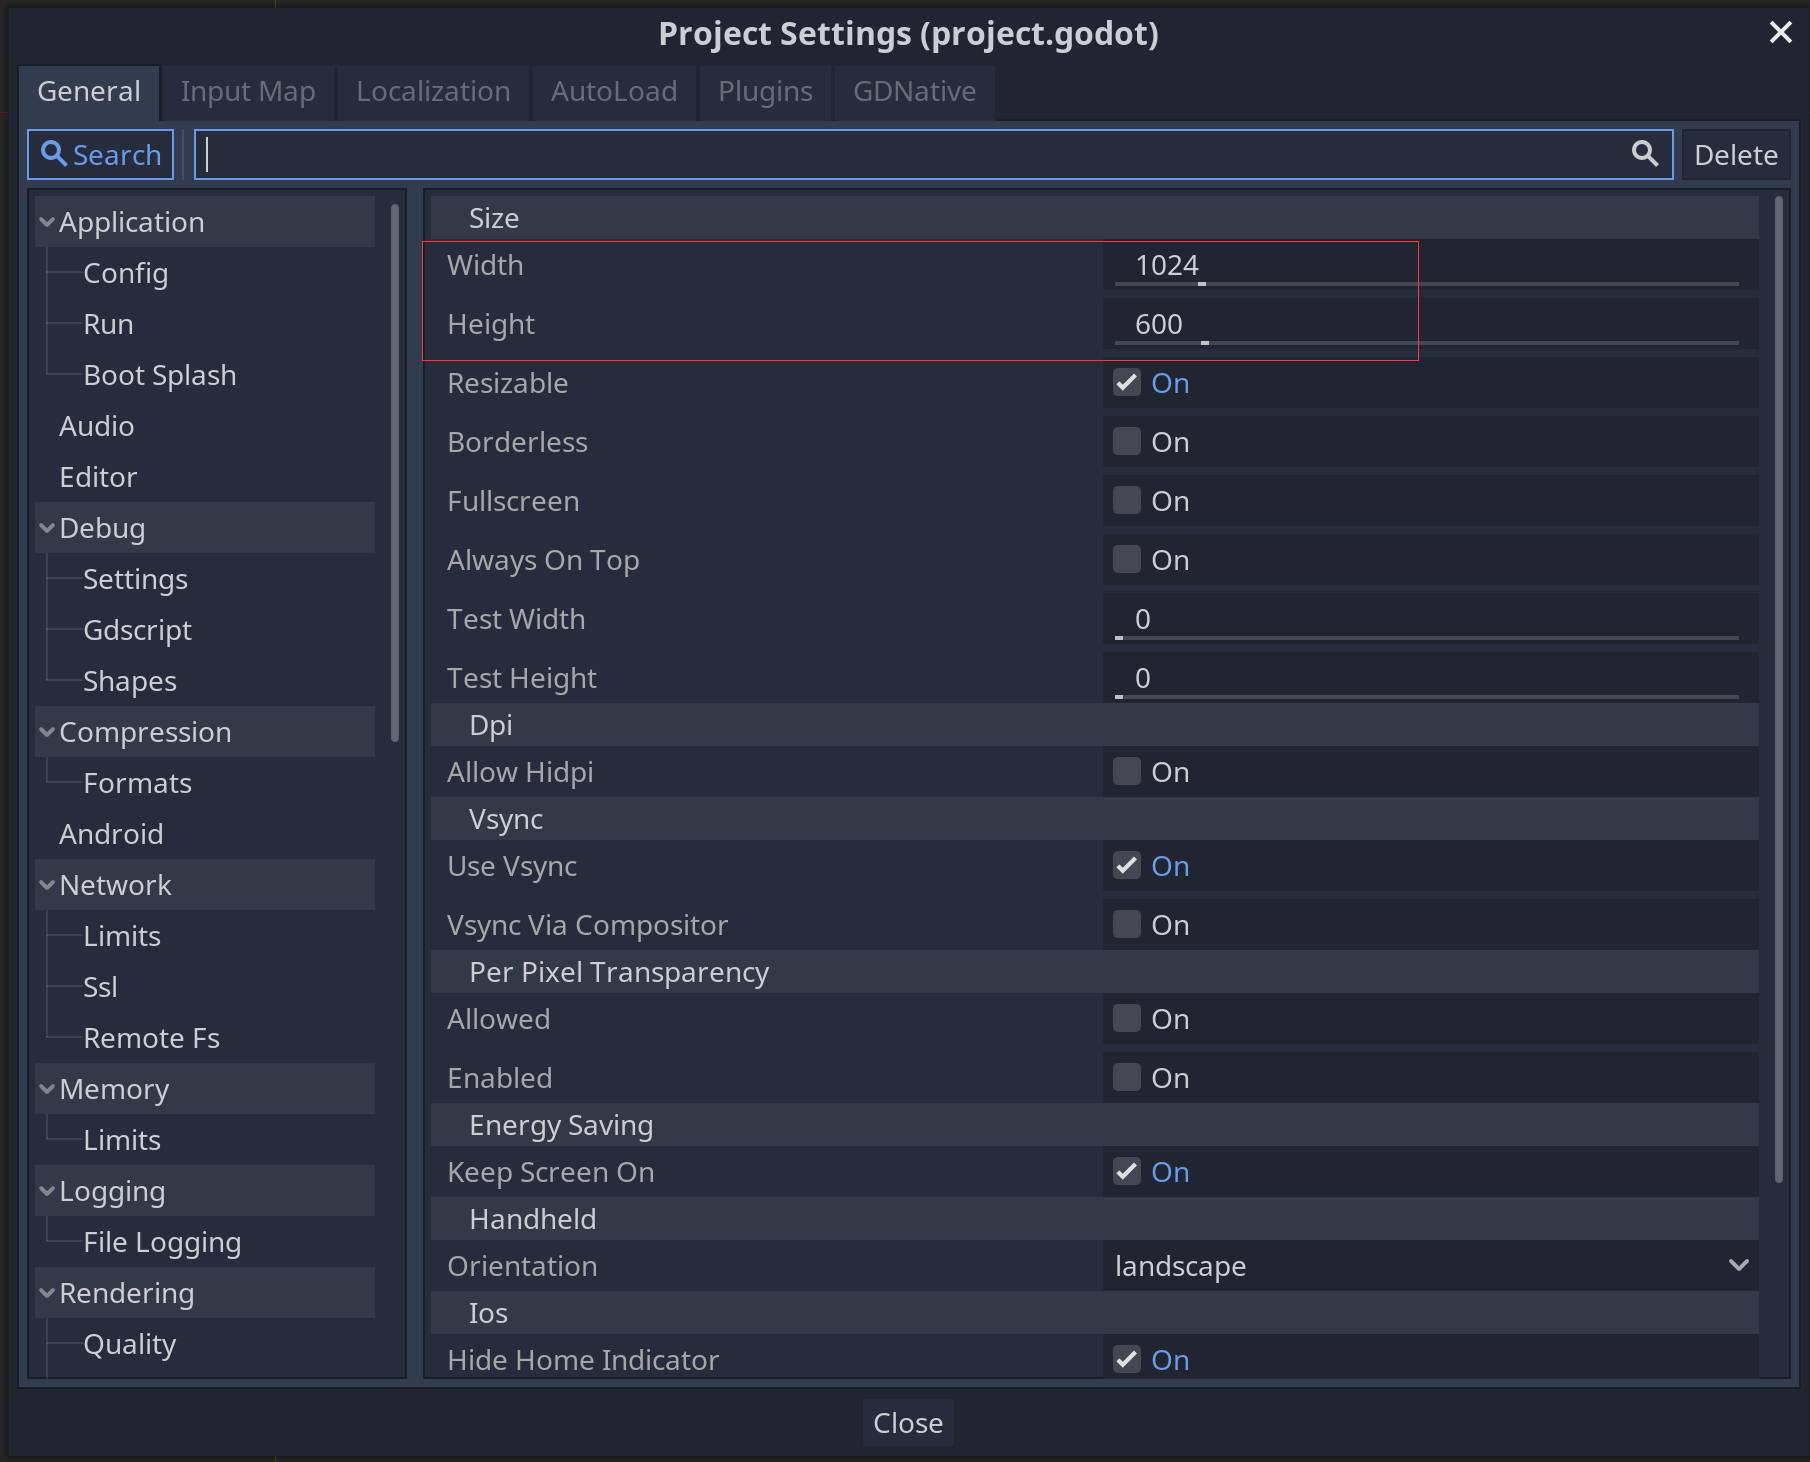 Project Settings (project.godot)
General Input Map Localization AutoLoad Plugins GDNative
Search Delete
Application
Config
Run
Boot Splash
Audio
Editor
Debug
Settings
Gdscript
Shapes
Compression
Formats
Android
Network
Limits
Ssl
Remote Fs
Memory
Limits
Logging
File Logging
Rendering
Quality
Size
Width 1024
Height 600
Resizable On
Borderless On
Fullscreen On
Always On Top On
Test Width 0
Test Height 0
Dpi
Allow Hidpi On
Vsync
Use Vsync On
Vsync Via Compositor On
Per Pixel Transparency
Allowed On
Enabled On
Energy Saving
Keep Screen On On
Handheld
Orientation landscape
Ios
Hide Home Indicator On
Close